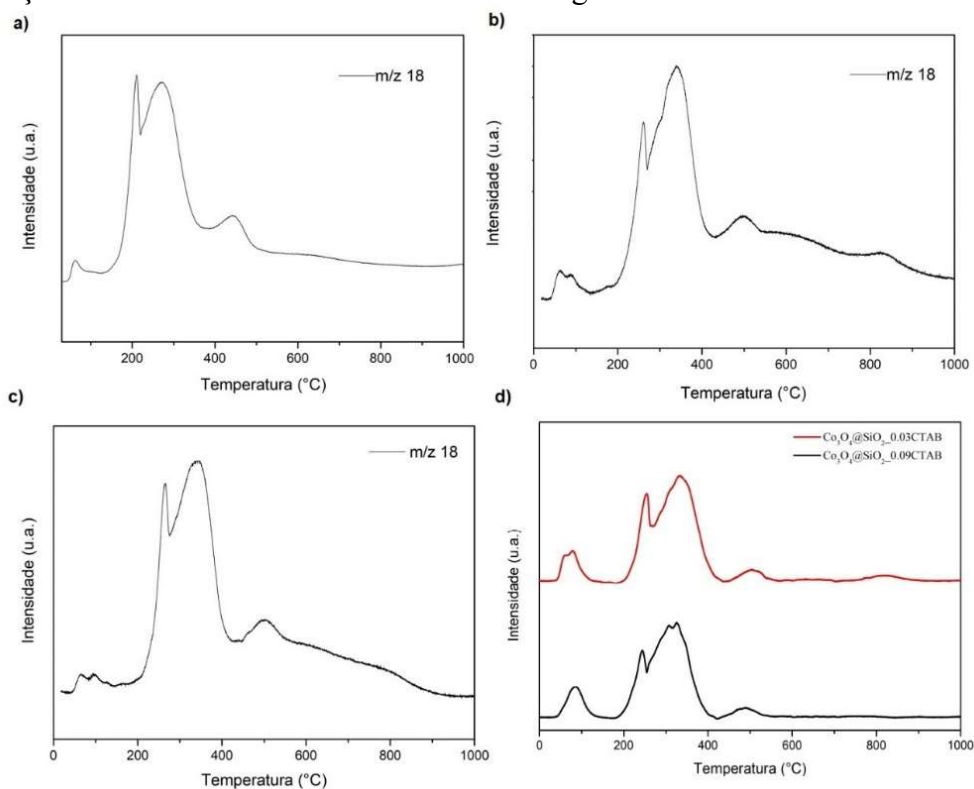 a)
m/z 18
Intensidade (u.a.)
200 400 600 800 1000
Temperatura (°C)
b)
m/z 18
Intensidade (u.a.)
0 200 400 600 800 1000
Temperatura (°C)
c)
m/z 18
Intensidade (u.a.)
0 200 400 600 800 1000
Temperatura (°C)
d)
Co₃O₄@SiO₂_0.03CTAB
Co₃O₄@SiO₂_0.09CTAB
Intensidade (u.a.)
0 200 400 600 800 1000
Temperatura (°C)